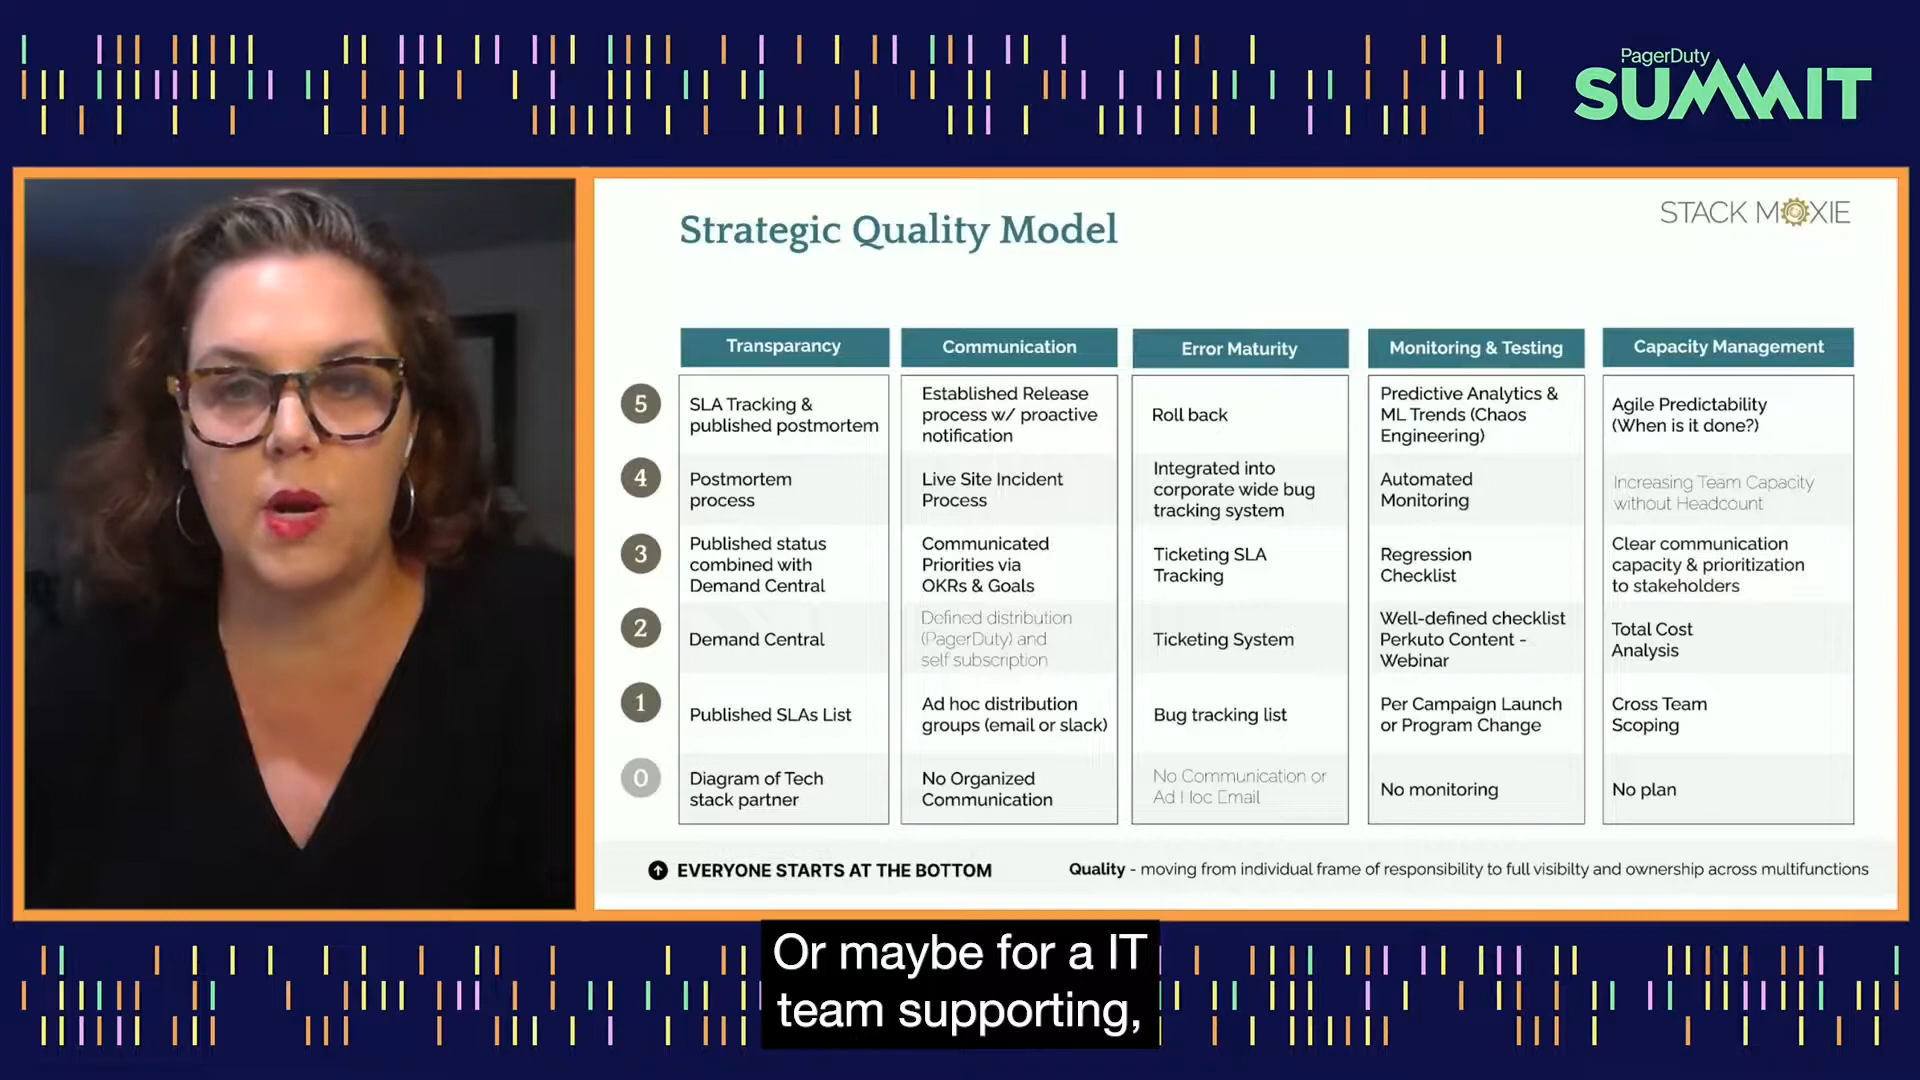 PagerDuty
SUMMIT
STACK MOXIE
Strategic Quality Model
Transparancy
Communication
Error Maturity
Monitoring & Testing
Capacity Management
5
SLA Tracking &
published postmortem
Established Release
process w/ proactive
notification
Roll back
Predictive Analytics &
ML Trends (Chaos
Engineering)
Agile Predictability
(When is it done?)
4
Postmortem
process
Live Site Incident
Process
Integrated into
corporate wide bug
tracking system
Automated
Monitoring
Increasing Team Capacity
without Headcount
3
Published status
combined with
Demand Central
Communicated
Priorities via
OKRs & Goals
Ticketing SLA
Tracking
Regression
Checklist
Clear communication
capacity & prioritization
to stakeholders
2
Demand Central
Defined distribution
(PagerDuty) and
self subscription
Ticketing System
Well-defined checklist
Perkuto Content -
Webinar
Total Cost
Analysis
1
Published SLAs List
Ad hoc distribution
groups (email or slack)
Bug tracking list
Per Campaign Launch
or Program Change
Cross Team
Scoping
0
Diagram of Tech
stack partner
No Organized
Communication
No Communication or
Ad Hoc Email
No monitoring
No plan
EVERYONE STARTS AT THE BOTTOM
Quality - moving from individual frame of responsibility to full visibilty and ownership across multifunctions
Or maybe for a IT
team supporting,